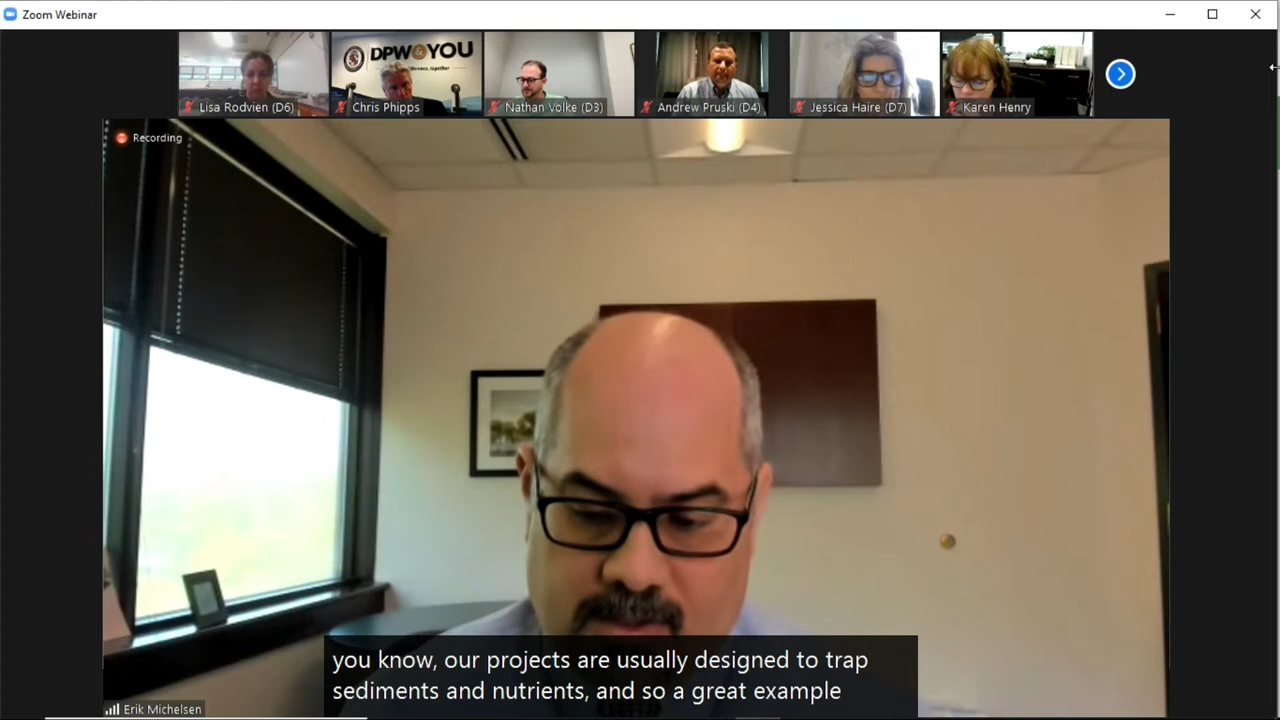 Zoom Webinar
DPW & YOU
together
Lisa Rodvien (D6)
Chris Phipps
Nathan Volke (D3)
Andrew Pruski (D4)
Jessica Haire (D7)
Karen Henry
Recording
you know, our projects are usually designed to trap
sediments and nutrients, and so a great example
Erik Michelsen